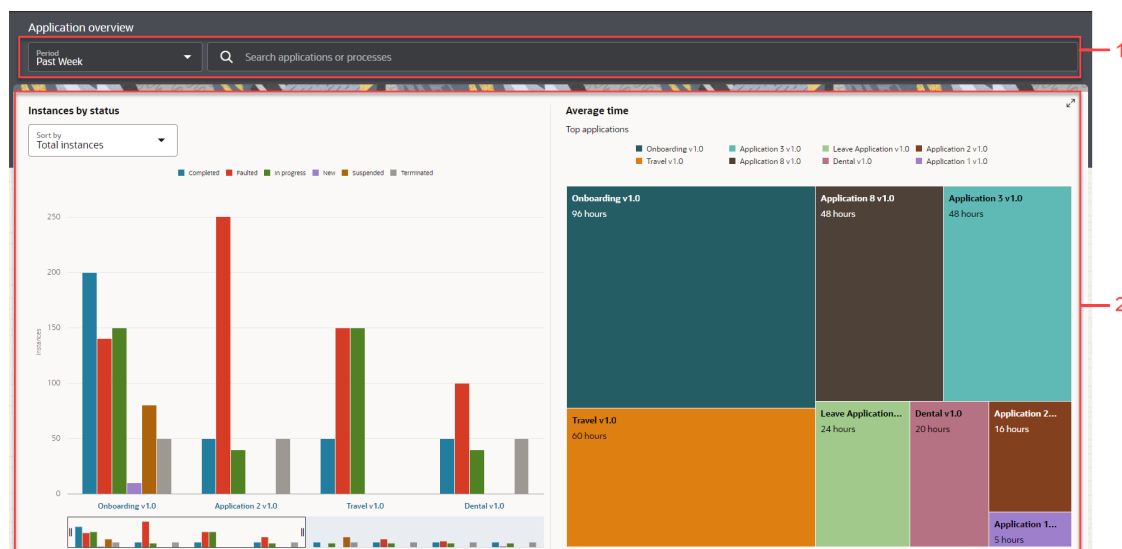 Application overview
Period
Past Week
Search applications or processes
1
Instances by status
Sort by
Total instances
Completed Faulted In progress New Suspended Terminated
250
200
150
100
50
0
Instances
Onboarding v1.0 Application 2 v1.0 Travel v1.0 Dental v1.0
Average time
Top applications
Onboarding v1.0 Application 3 v1.0 Leave Application v1.0 Application 2 v1.0
Travel v1.0 Application 8 v1.0 Dental v1.0 Application 1 v1.0
Onboarding v1.0
96 hours
Application 8 v1.0
48 hours
Application 3 v1.0
48 hours
Travel v1.0
60 hours
Leave Application...
24 hours
Dental v1.0
20 hours
Application 2...
16 hours
Application 1...
5 hours
2